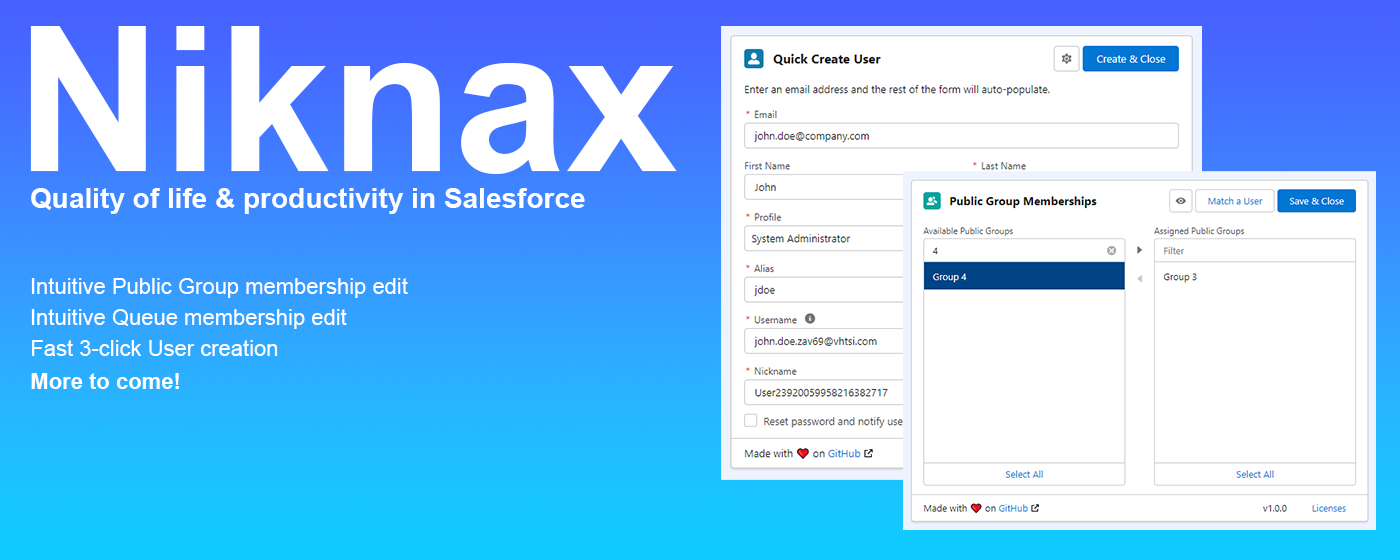 Niknax
Quality of life & productivity in Salesforce
Intuitive Public Group membership edit
Intuitive Queue membership edit
Fast 3-click User creation
More to come!
Quick Create User
Create & Close
Enter an email address and the rest of the form will auto-populate.
* Email
john.doe@company.com
First Name
* Last Name
John
* Profile
System Administrator
* Alias
jdoe
* Username
john.doe.zav69@vhtsi.com
* Nickname
User23920059958216382717
Reset password and notify use
Made with ❤ on GitHub
Public Group Memberships
Match a User
Save & Close
Available Public Groups
Assigned Public Groups
4
Filter
Group 4
Group 3
Select All
Select All
Made with ❤ on GitHub
v1.0.0
Licenses